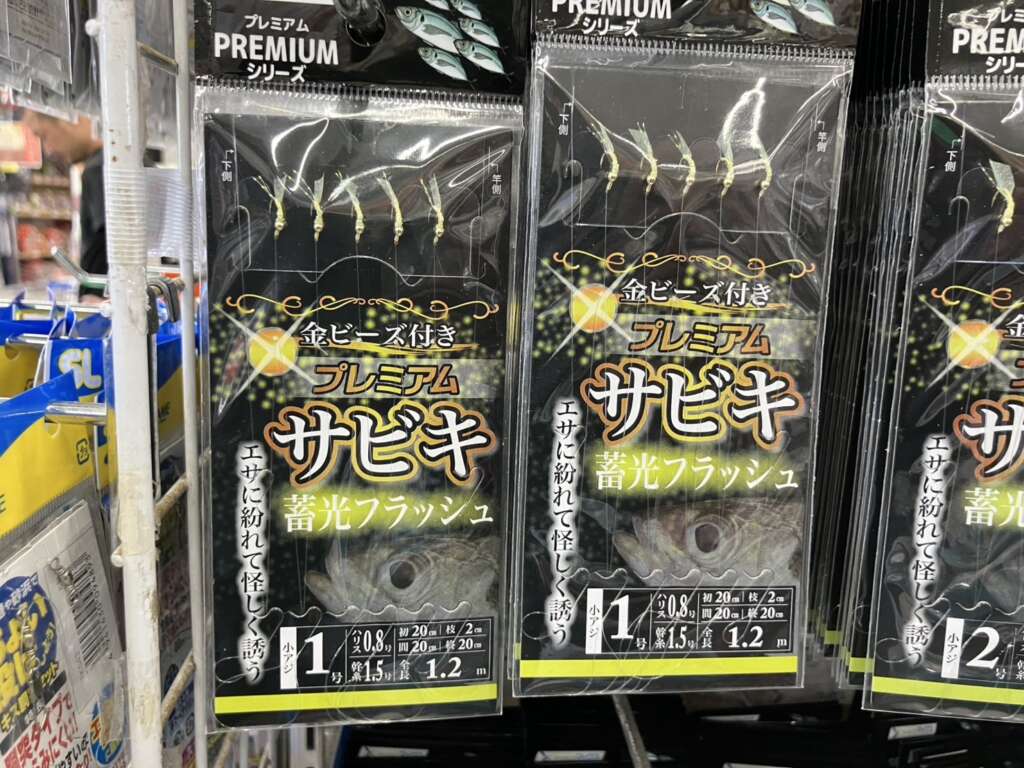 プレミアム
PREMIUM
シリーズ
下側
竿側
金ビーズ付き
プレミアム
サビキ
蓄光フラッシュ
エサに紛れて怪しく誘う
小アジ
1号
ハリス0.8号
幹糸1.5号
初20cm 枝2cm
間20cm 終20cm
全長1.2m
PREMIUM
シリーズ
下側
竿側
金ビーズ付き
プレミアム
サビキ
蓄光フラッシュ
エサに紛れて怪しく誘う
小アジ
1号
ハリス0.8号
幹糸1.5号
初20cm 枝2cm
間20cm 終20cm
全長1.2m
プレミ
PREMIUM
シリーズ
下側
蓄光
エサに紛れて怪しく誘う
小アジ
2号